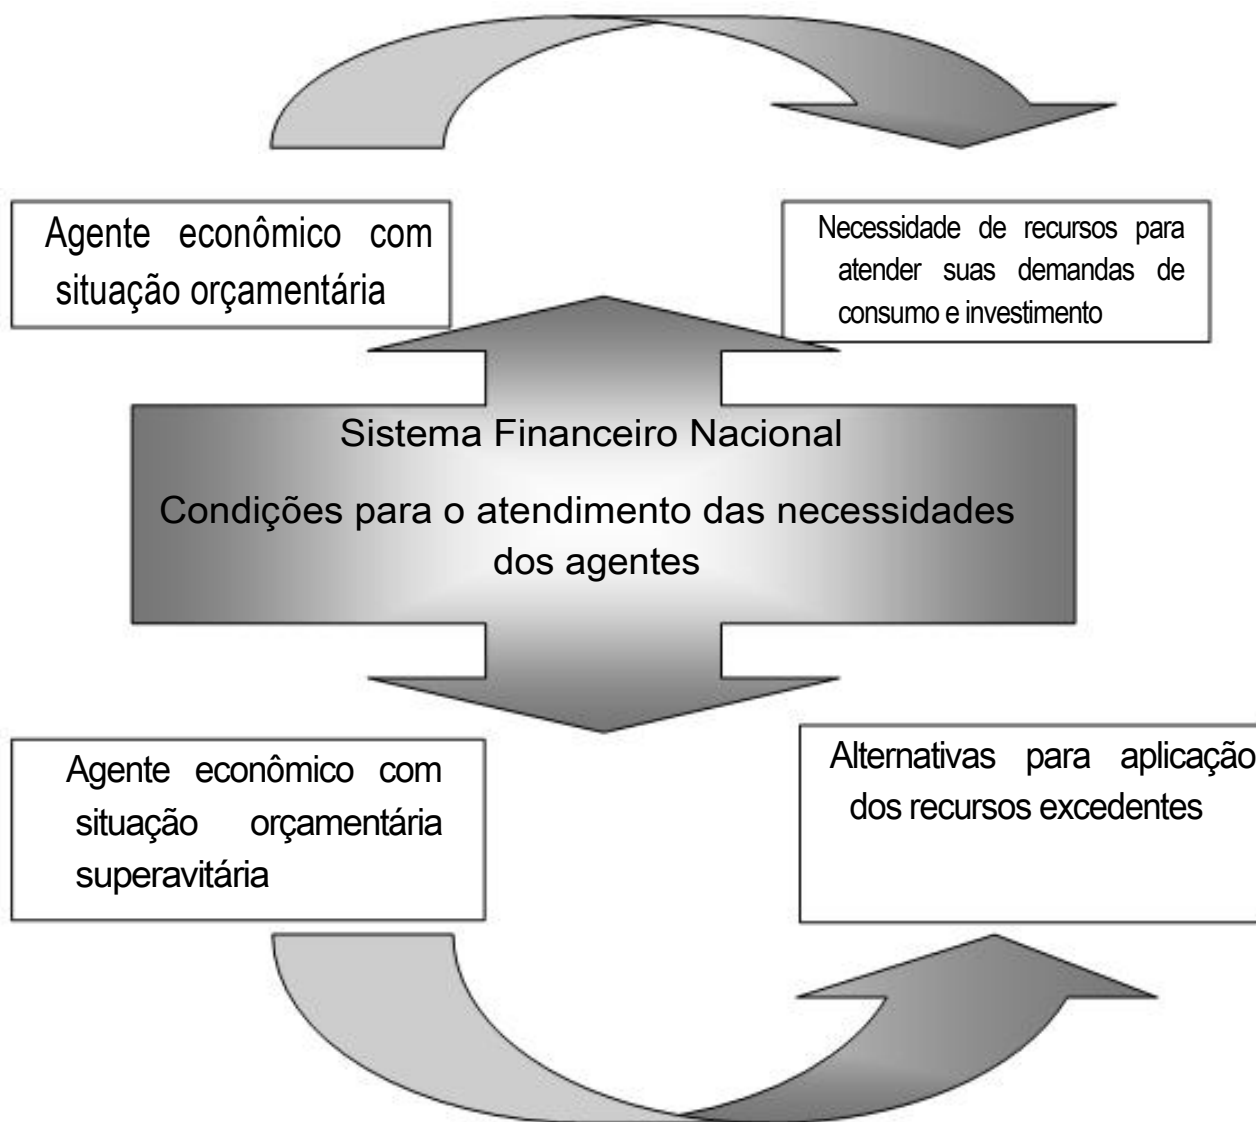 Agente econômico com
situação orçamentária
Necessidade de recursos para
atender suas demandas de
consumo e investimento
Sistema Financeiro Nacional
Condições para o atendimento das necessidades
dos agentes
Agente econômico com
situação orçamentária
superavitária
Alternativas para aplicação
dos recursos excedentes